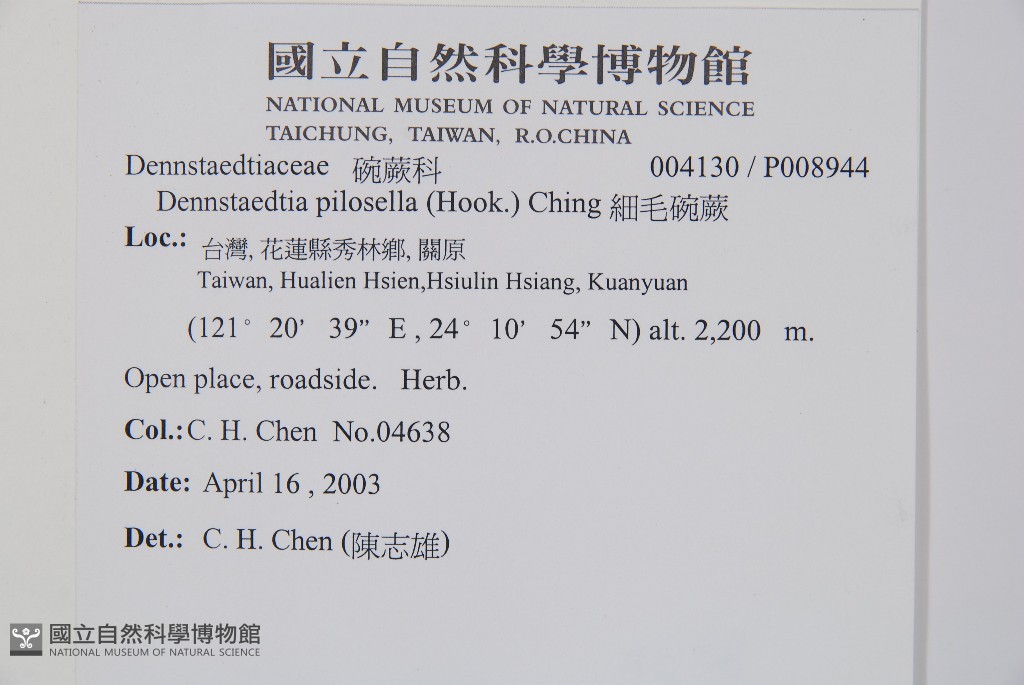 國立自然科學博物館
NATIONAL MUSEUM OF NATURAL SCIENCE
TAICHUNG, TAIWAN, R.O.CHINA
Dennstaedtiaceae 碗蕨科 004130 / P008944
Dennstaedtia pilosella (Hook.) Ching 細毛碗蕨
Loc.: 台灣, 花蓮縣秀林鄉, 關原
Taiwan, Hualien Hsien,Hsiulin Hsiang, Kuanyuan
(121° 20’ 39” E , 24° 10’ 54” N) alt. 2,200 m.
Open place, roadside. Herb.
Col.: C. H. Chen No.04638
Date: April 16 , 2003
Det.: C. H. Chen (陳志雄)
國立自然科學博物館
NATIONAL MUSEUM OF NATURAL SCIENCE